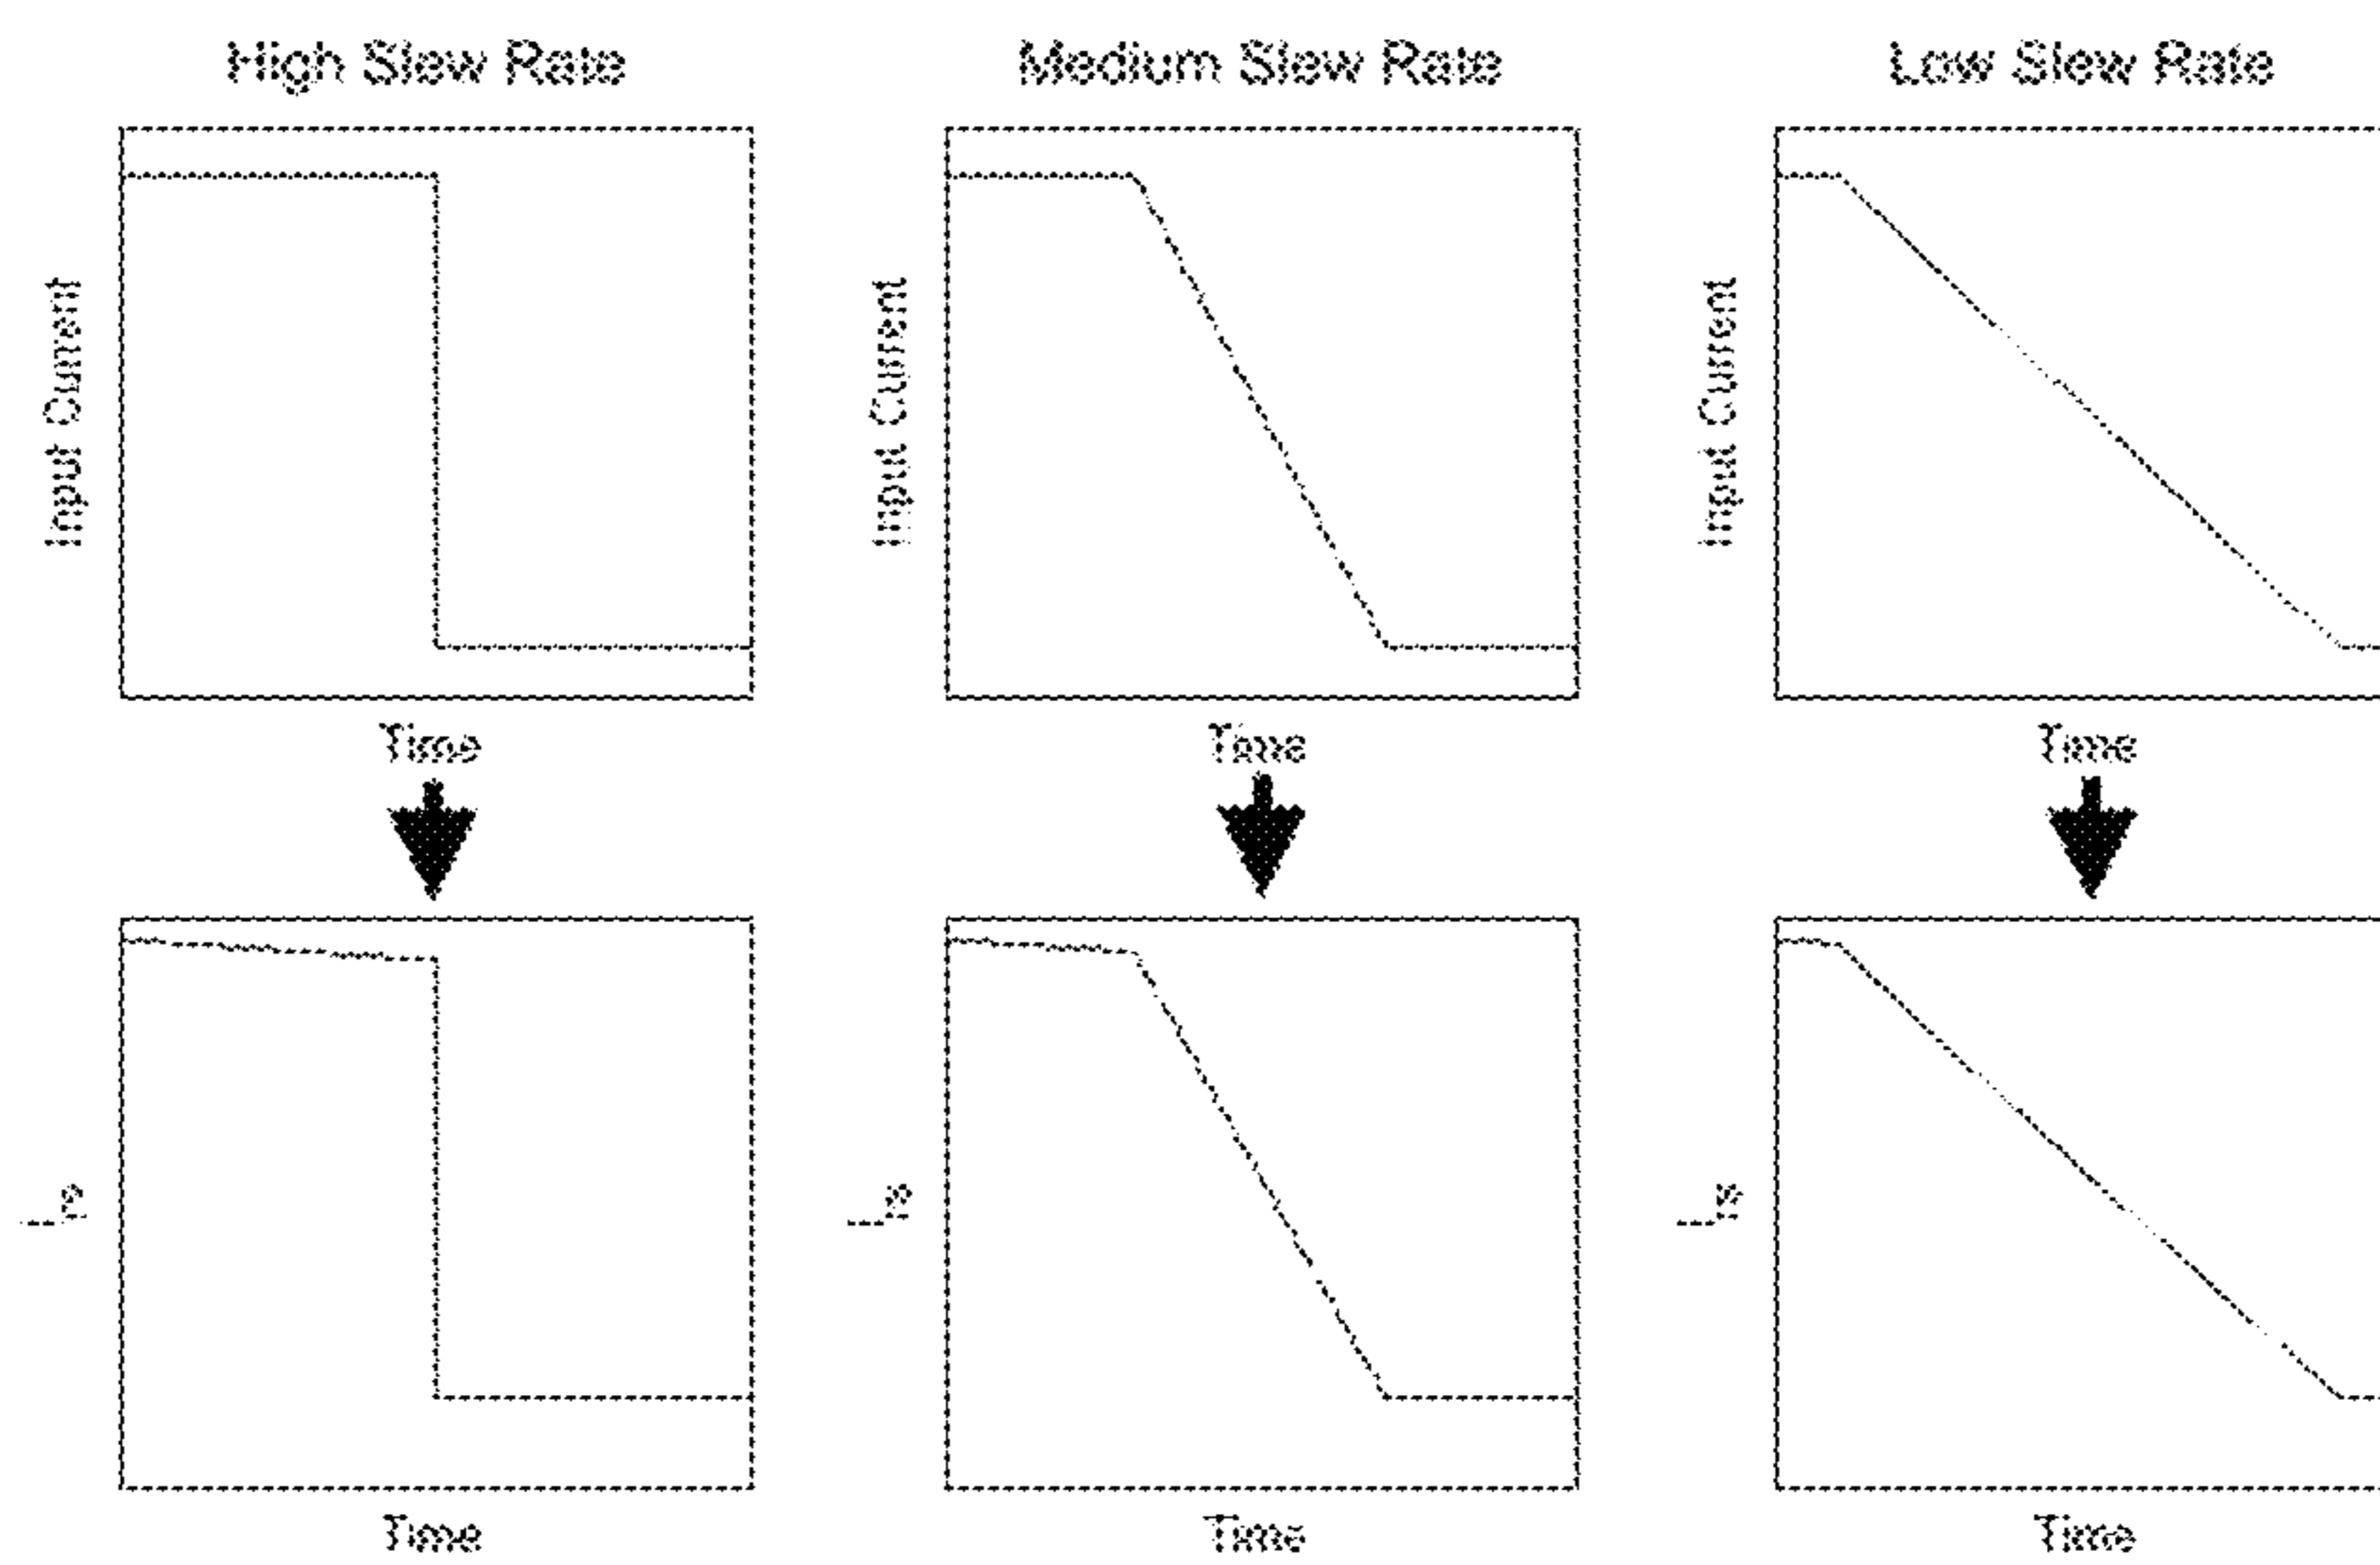 High Slew Rate
Medium Slew Rate
Low Slew Rate
Input Current
Input Current
Input Current
Time
Time
Time
Time
Time
Time